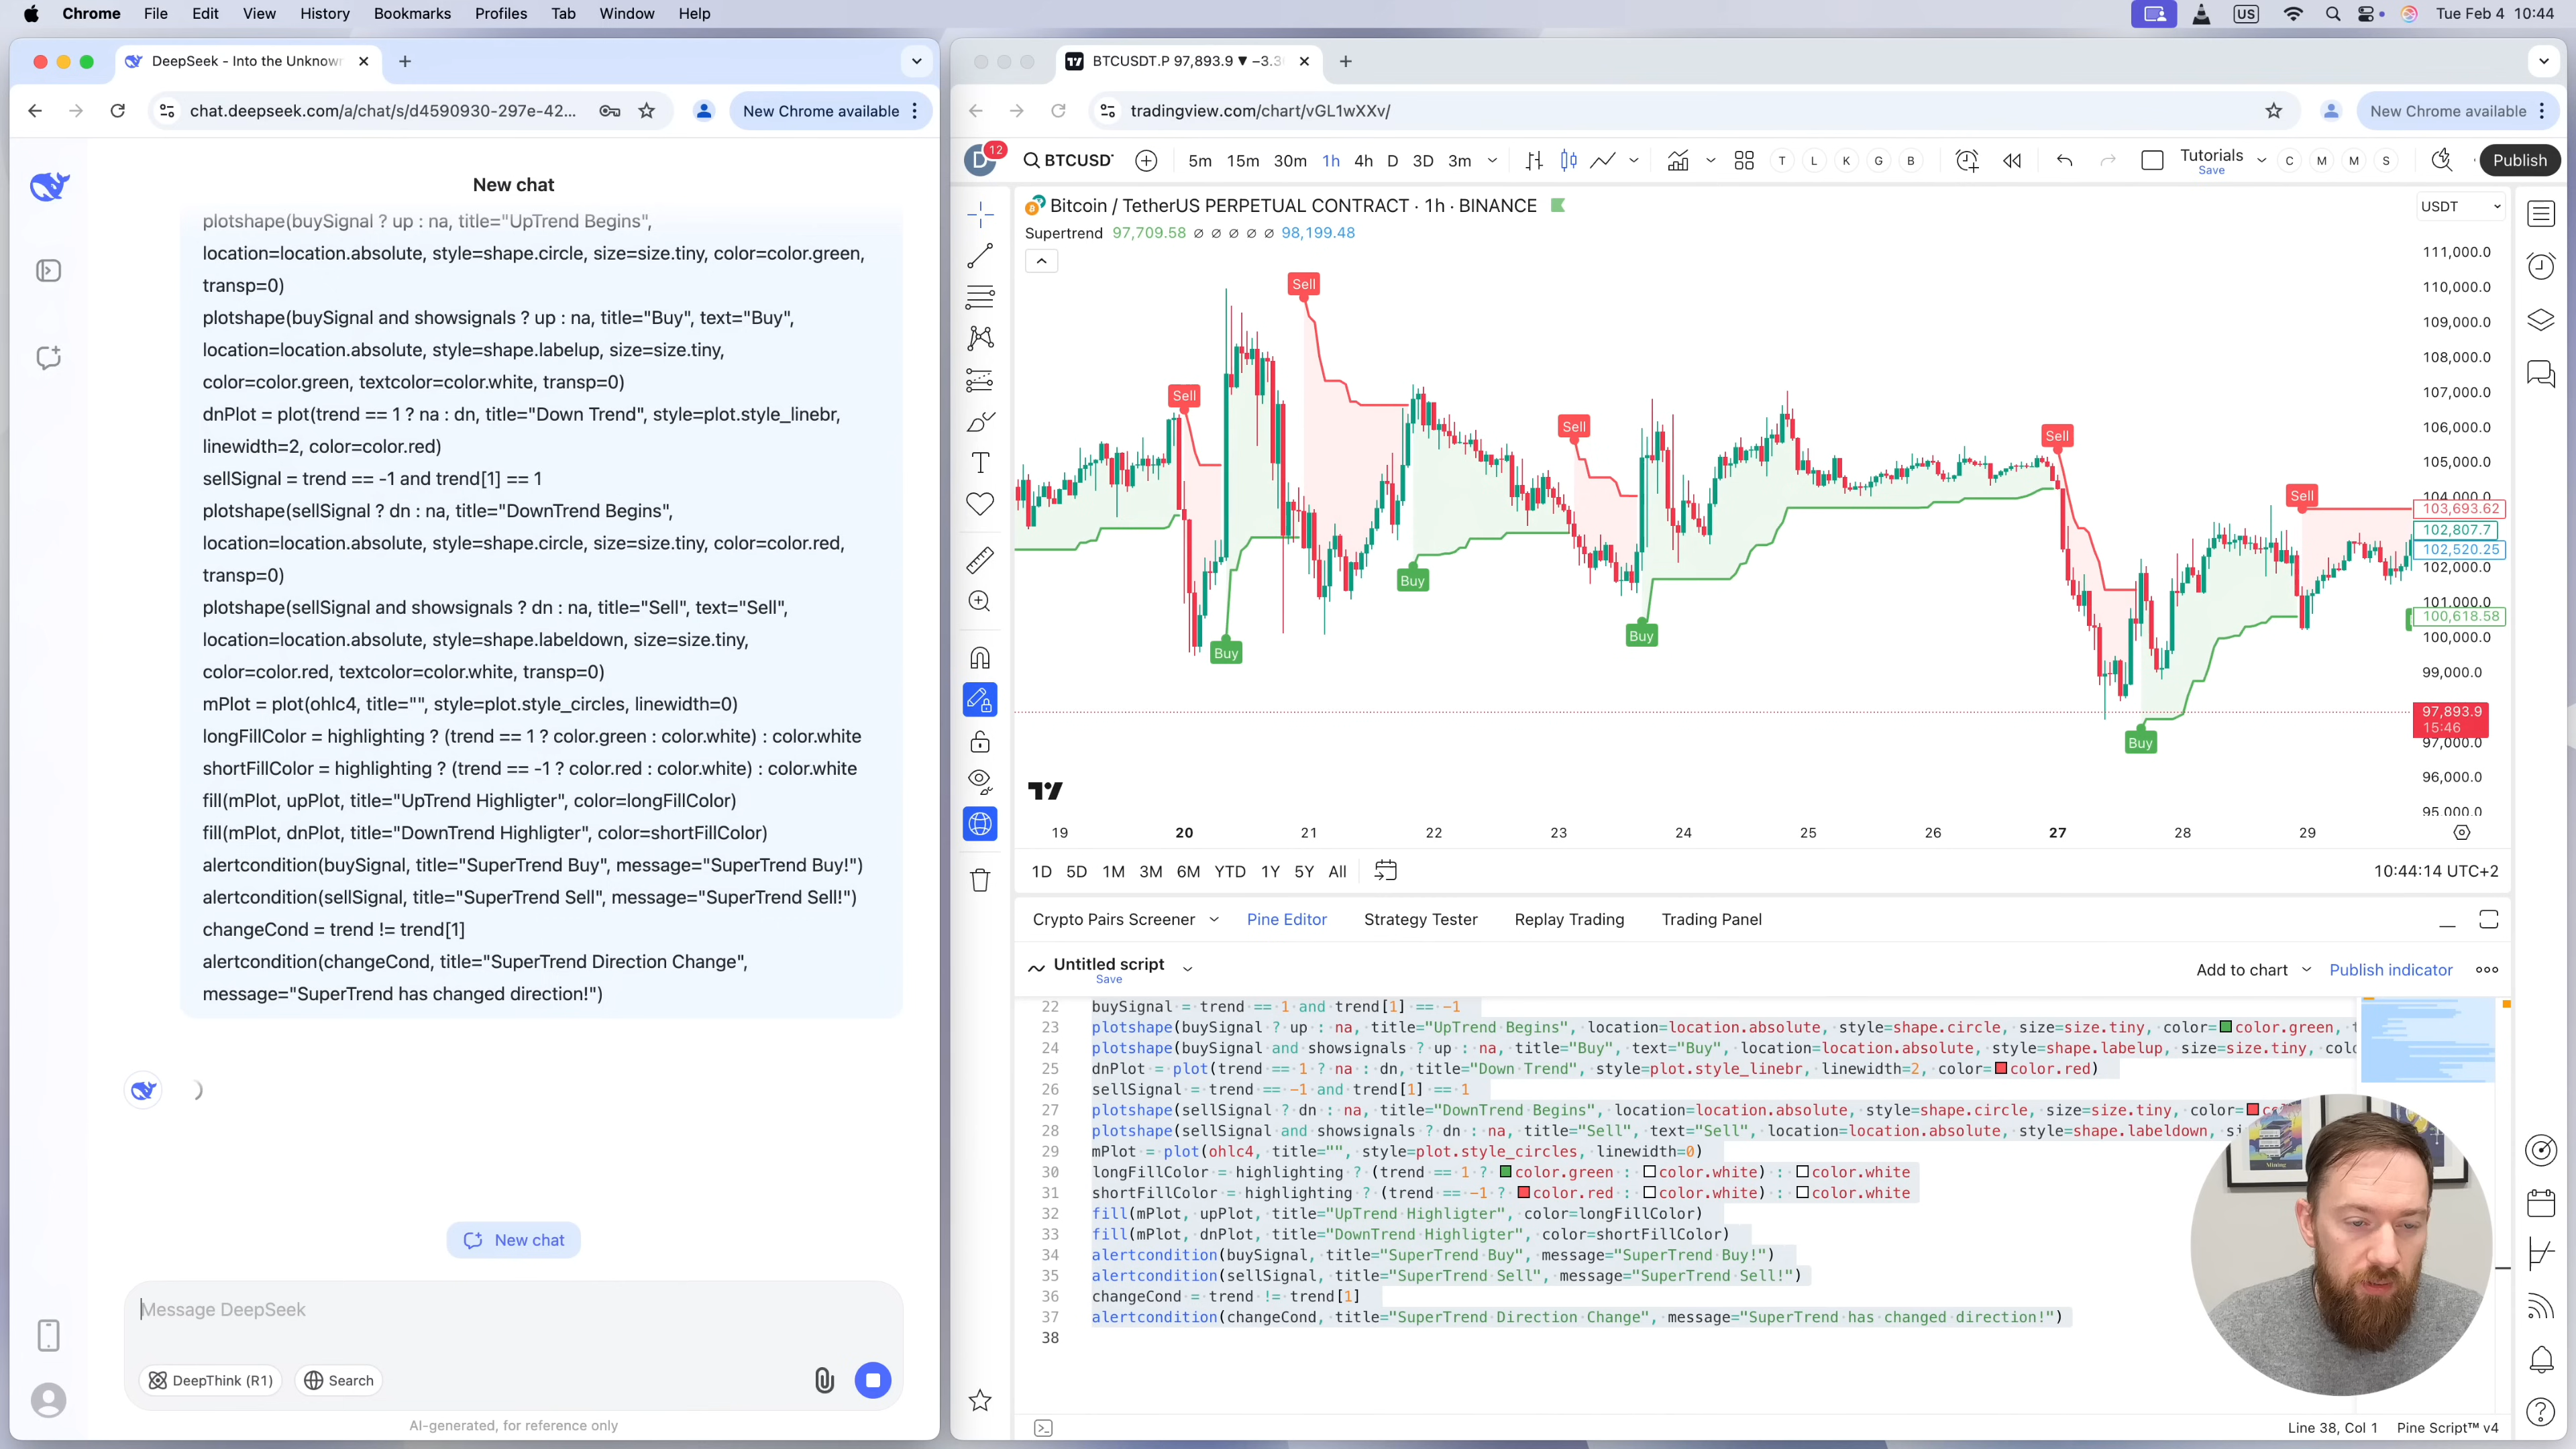 Chrome File Edit View History Bookmarks Profiles Tab Window Help
US Tue Feb 4 10:44
DeepSeek - Into the Unknown
chat.deepseek.com/a/chat/s/d4590930-297e-42...
New Chrome available
New chat
plotshape(buySignal ? up : na, title="UpTrend Begins",
location=location.absolute, style=shape.circle, size=size.tiny, color=color.green,
transp=0)
plotshape(buySignal and showsignals ? up : na, title="Buy", text="Buy",
location=location.absolute, style=shape.labelup, size=size.tiny,
color=color.green, textcolor=color.white, transp=0)
dnPlot = plot(trend == 1 ? na : dn, title="Down Trend", style=plot.style_linebr,
linewidth=2, color=color.red)
sellSignal = trend == -1 and trend[1] == 1
plotshape(sellSignal ? dn : na, title="DownTrend Begins",
location=location.absolute, style=shape.circle, size=size.tiny, color=color.red,
transp=0)
plotshape(sellSignal and showsignals ? dn : na, title="Sell", text="Sell",
location=location.absolute, style=shape.labeldown, size=size.tiny,
color=color.red, textcolor=color.white, transp=0)
mPlot = plot(ohlc4, title="", style=plot.style_circles, linewidth=0)
longFillColor = highlighting ? (trend == 1 ? color.green : color.white) : color.white
shortFillColor = highlighting ? (trend == -1 ? color.red : color.white) : color.white
fill(mPlot, upPlot, title="UpTrend Highligter", color=longFillColor)
fill(mPlot, dnPlot, title="DownTrend Highligter", color=shortFillColor)
alertcondition(buySignal, title="SuperTrend Buy", message="SuperTrend Buy!")
alertcondition(sellSignal, title="SuperTrend Sell", message="SuperTrend Sell!")
changeCond = trend != trend[1]
alertcondition(changeCond, title="SuperTrend Direction Change",
message="SuperTrend has changed direction!")
New chat
Message DeepSeek
DeepThink (R1) Search
AI-generated, for reference only
BTCUSDT.P 97,893.9 ▼ −3.3
tradingview.com/chart/vGL1wXXv/
New Chrome available
D 12 BTCUSDT 5m 15m 30m 1h 4h D 3D 3m T L K G B Tutorials C M M S Publish
Save
Bitcoin / TetherUS PERPETUAL CONTRACT · 1h · BINANCE
USDT
Supertrend 97,709.58 ∅ ∅ ∅ ∅ ∅ 98,199.48
111,000.0
110,000.0
109,000.0
108,000.0
107,000.0
106,000.0
105,000.0
104,000.0
103,693.62
102,807.7
102,520.25
102,000.0
101,000.0
100,618.58
100,000.0
99,000.0
97,893.9
15:46
97,000.0
96,000.0
95,000.0
Sell
Sell
Sell
Sell
Sell
Buy
Buy
Buy
Buy
19 20 21 22 23 24 25 26 27 28 29
1D 5D 1M 3M 6M YTD 1Y 5Y All
10:44:14 UTC+2
Crypto Pairs Screener Pine Editor Strategy Tester Replay Trading Trading Panel
Untitled script
Save
Add to chart Publish indicator
22 buySignal = trend == 1 and trend[1] == -1
23 plotshape(buySignal ? up : na, title="UpTrend Begins", location=location.absolute, style=shape.circle, size=size.tiny, color=color.green, t
24 plotshape(buySignal and showsignals ? up : na, title="Buy", text="Buy", location=location.absolute, style=shape.labelup, size=size.tiny, colo
25 dnPlot = plot(trend == 1 ? na : dn, title="Down Trend", style=plot.style_linebr, linewidth=2, color=color.red)
26 sellSignal = trend == -1 and trend[1] == 1
27 plotshape(sellSignal ? dn : na, title="DownTrend Begins", location=location.absolute, style=shape.circle, size=size.tiny, color=
28 plotshape(sellSignal and showsignals ? dn : na, title="Sell", text="Sell", location=location.absolute, style=shape.labeldown, si
29 mPlot = plot(ohlc4, title="", style=plot.style_circles, linewidth=0)
30 longFillColor = highlighting ? (trend == 1 ? color.green : color.white) : color.white
31 shortFillColor = highlighting ? (trend == -1 ? color.red : color.white) : color.white
32 fill(mPlot, upPlot, title="UpTrend Highligter", color=longFillColor)
33 fill(mPlot, dnPlot, title="DownTrend Highligter", color=shortFillColor)
34 alertcondition(buySignal, title="SuperTrend Buy", message="SuperTrend Buy!")
35 alertcondition(sellSignal, title="SuperTrend Sell", message="SuperTrend Sell!")
36 changeCond = trend != trend[1]
37 alertcondition(changeCond, title="SuperTrend Direction Change", message="SuperTrend has changed direction!")
38
Line 38, Col 1 Pine Script™ v4